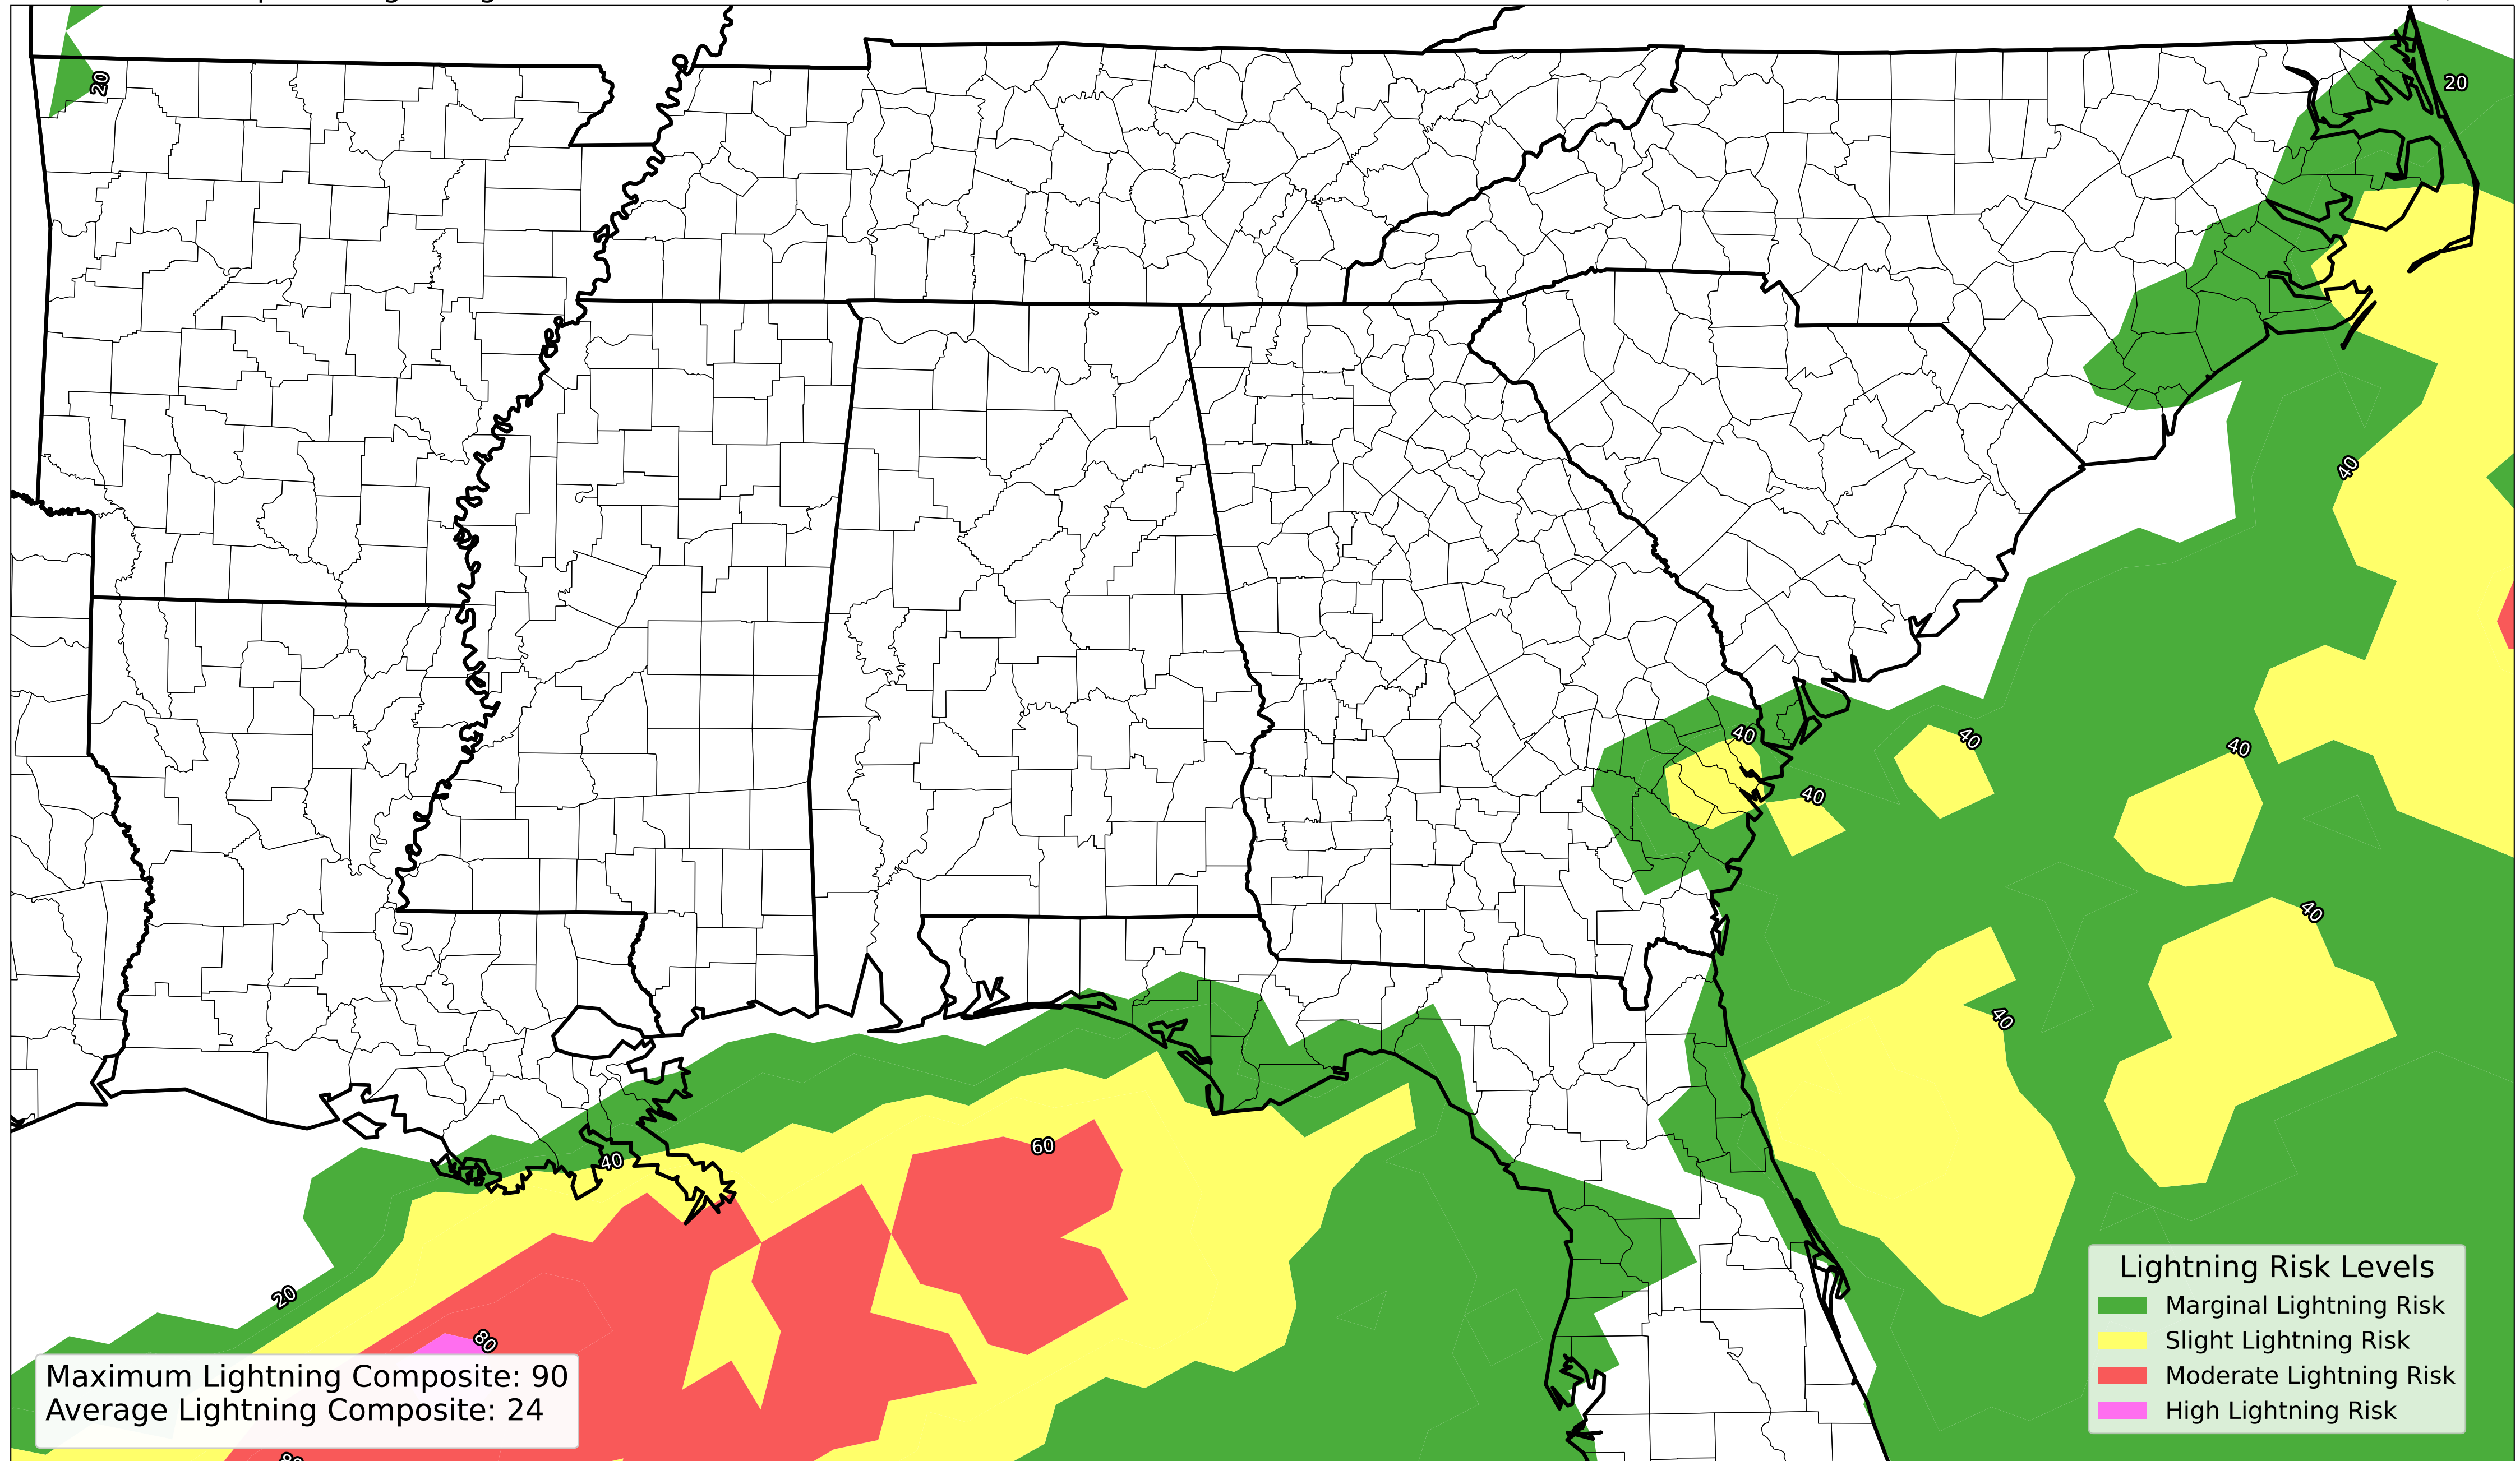 20
20
40
40
40
40
40
40
40
60
40
20
80
80
Maximum Lightning Composite: 90
Average Lightning Composite: 24
Lightning Risk Levels
Marginal Lightning Risk
Slight Lightning Risk
Moderate Lightning Risk
High Lightning Risk